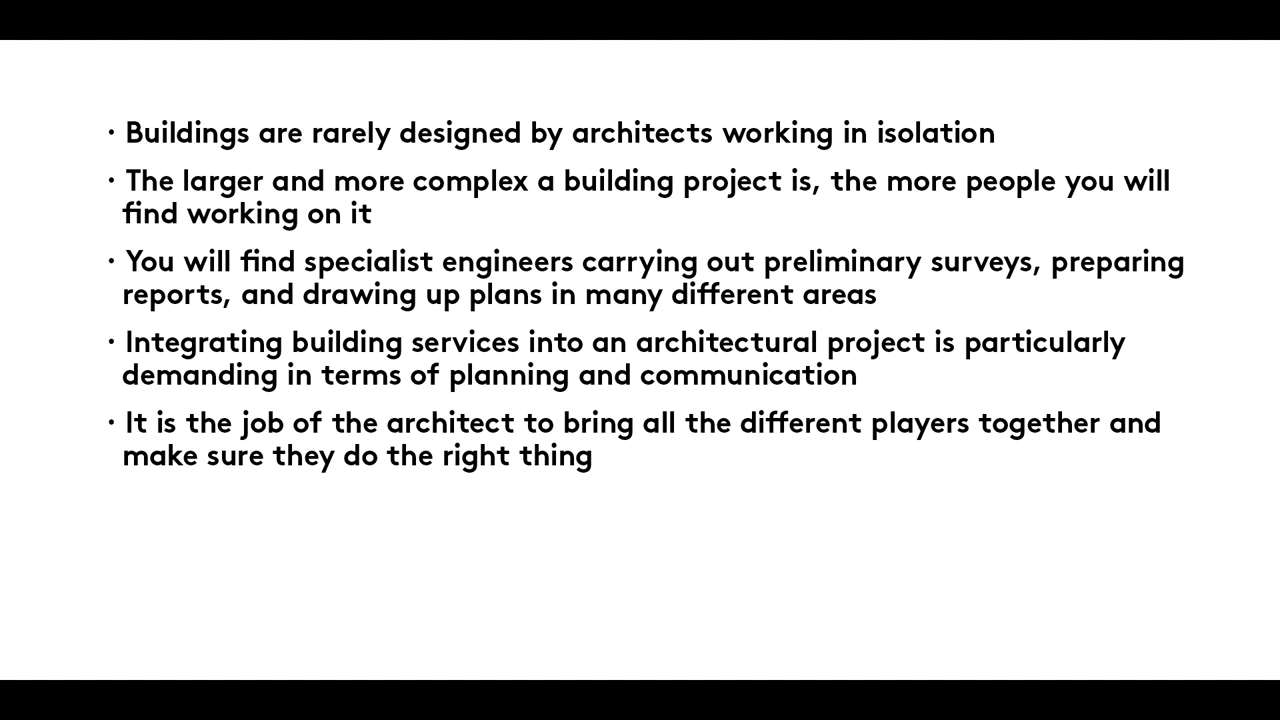 · Buildings are rarely designed by architects working in isolation
· The larger and more complex a building project is, the more people you will
find working on it
· You will find specialist engineers carrying out preliminary surveys, preparing
reports, and drawing up plans in many different areas
· Integrating building services into an architectural project is particularly
demanding in terms of planning and communication
· It is the job of the architect to bring all the different players together and
make sure they do the right thing